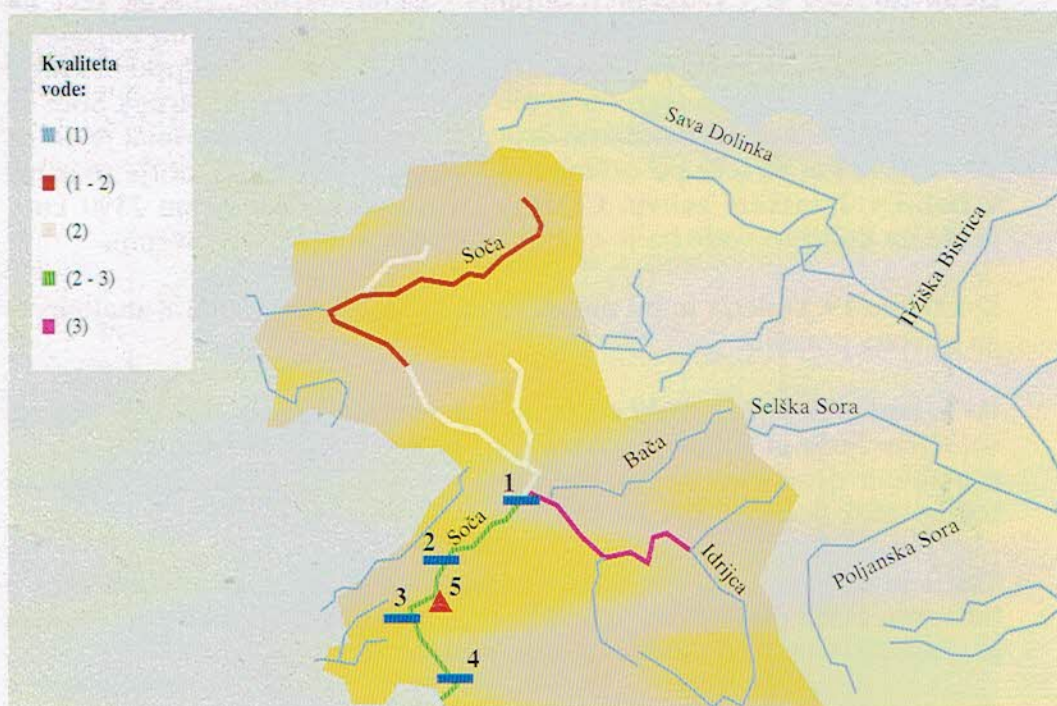 Kvaliteta
vode:
(1)
(1 - 2)
(2)
(2 - 3)
(3)
Sava Dolinka
Soča
Tržiška Bistrica
Selška Sora
Bača
1
Soča
2
Idrijca
Poljanska Sora
5
3
4